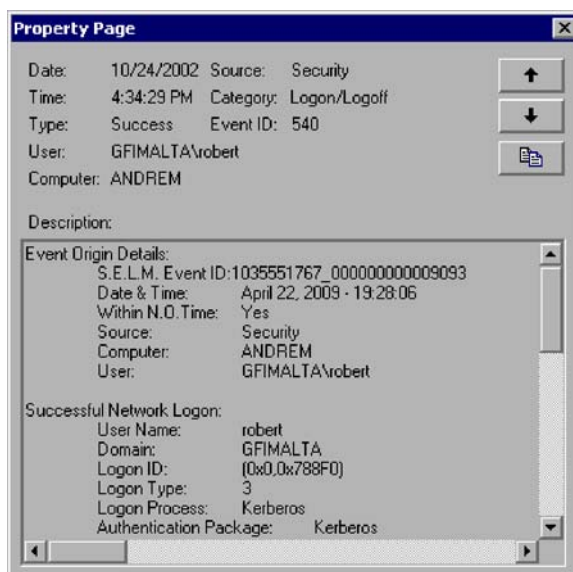 Property Page
Date: 10/24/2002 Source: Security
Time: 4:34:29 PM Category: Logon/Logoff
Type: Success Event ID: 540
User: GFIMALTA\robert
Computer: ANDREM
Description:
Event Origin Details:
S.E.L.M. Event ID:1035551767_000000000009093
Date & Time: April 22, 2009 - 19:28:06
Within N.O.Time: Yes
Source: Security
Computer: ANDREM
User: GFIMALTA\robert
Successful Network Logon:
User Name: robert
Domain: GFIMALTA
Logon ID: (0x0,0x788F0)
Logon Type: 3
Logon Process: Kerberos
Authentication Package: Kerberos